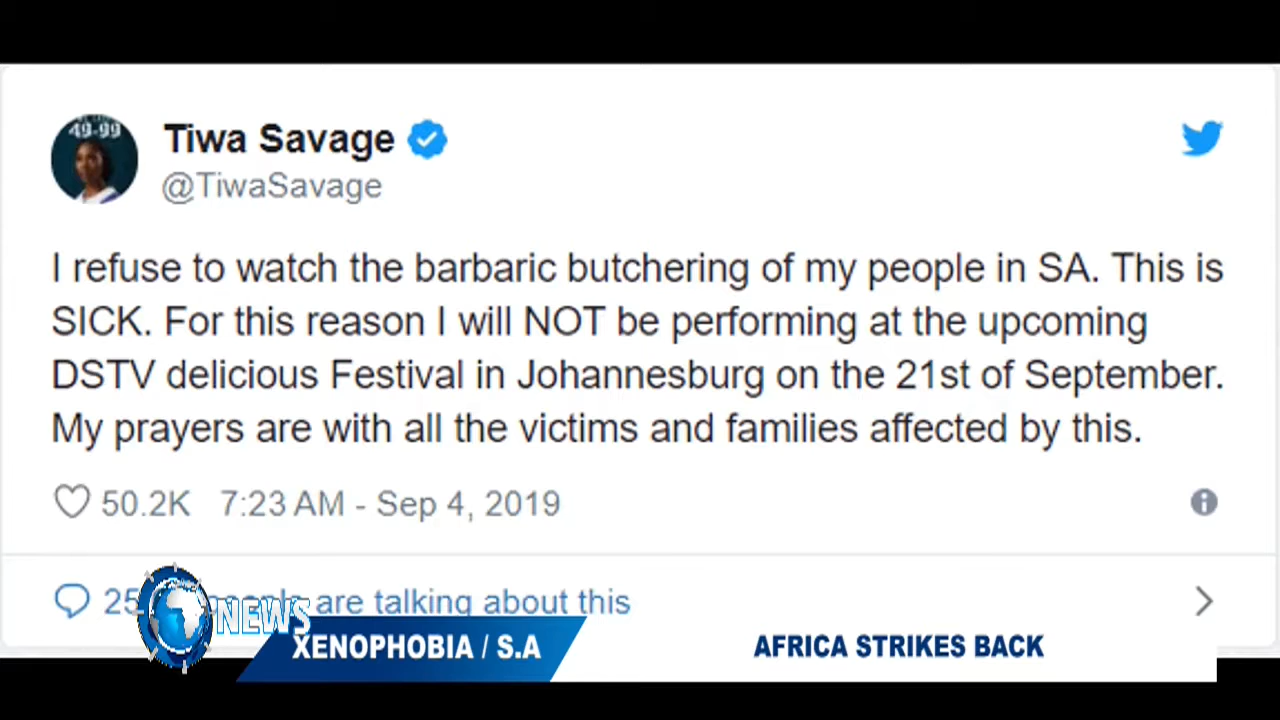 49-99
Tiwa Savage
@TiwaSavage
I refuse to watch the barbaric butchering of my people in SA. This is
SICK. For this reason I will NOT be performing at the upcoming
DSTV delicious Festival in Johannesburg on the 21st of September.
My prayers are with all the victims and families affected by this.
50.2K 7:23 AM - Sep 4, 2019
are talking about this
NEWS
XENOPHOBIA / S.A
AFRICA STRIKES BACK